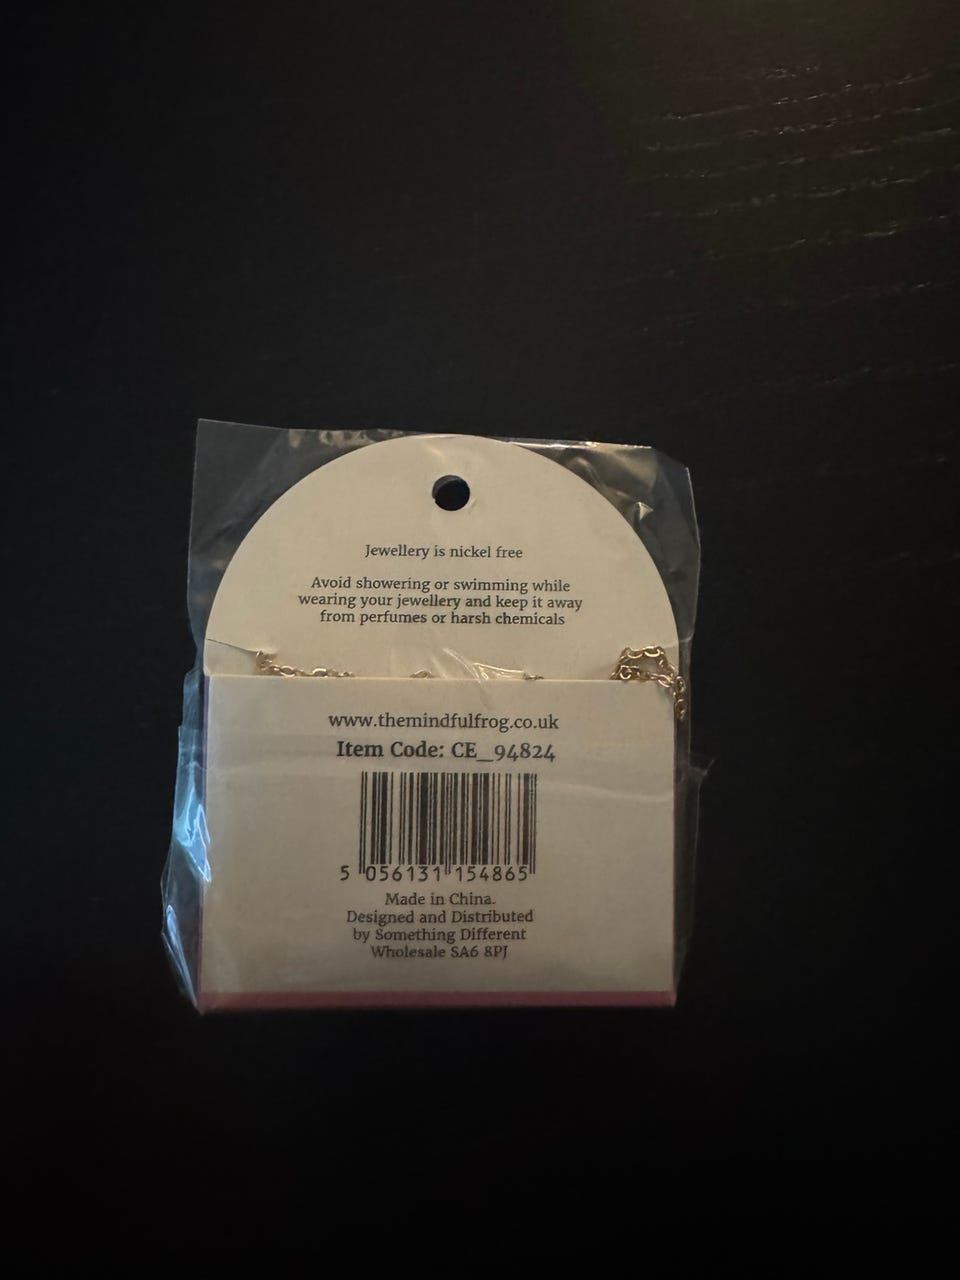 Jewellery is nickel free
Avoid showering or swimming while
wearing your jewellery and keep it away
from perfumes or harsh chemicals
www.themindfulfrog.co.uk
Item Code: CE_94824
5 056131 154865
Made in China.
Designed and Distributed
by Something Different
Wholesale SA6 8PJ